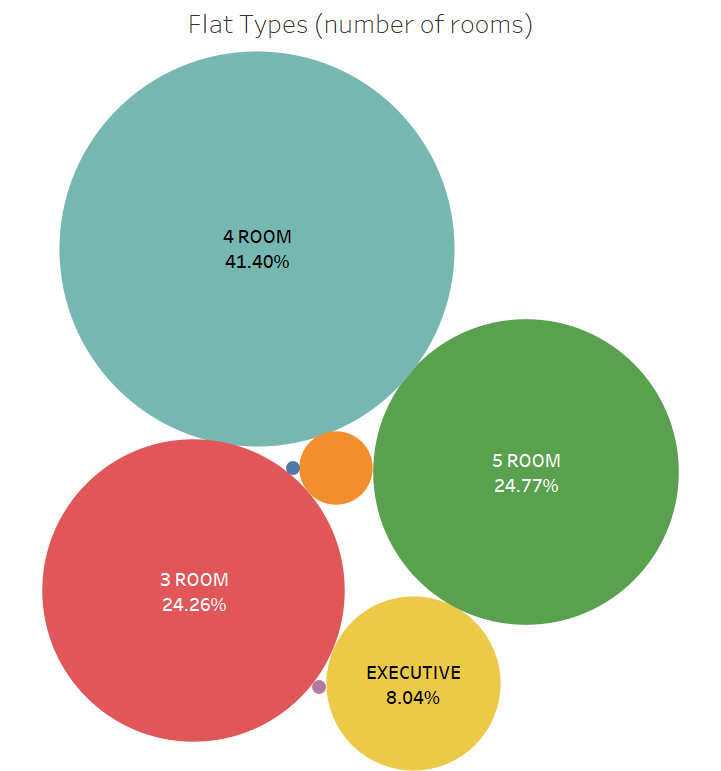 Flat Types (number of rooms)
4 ROOM
41.40%
5 ROOM
24.77%
3 ROOM
24.26%
EXECUTIVE
8.04%